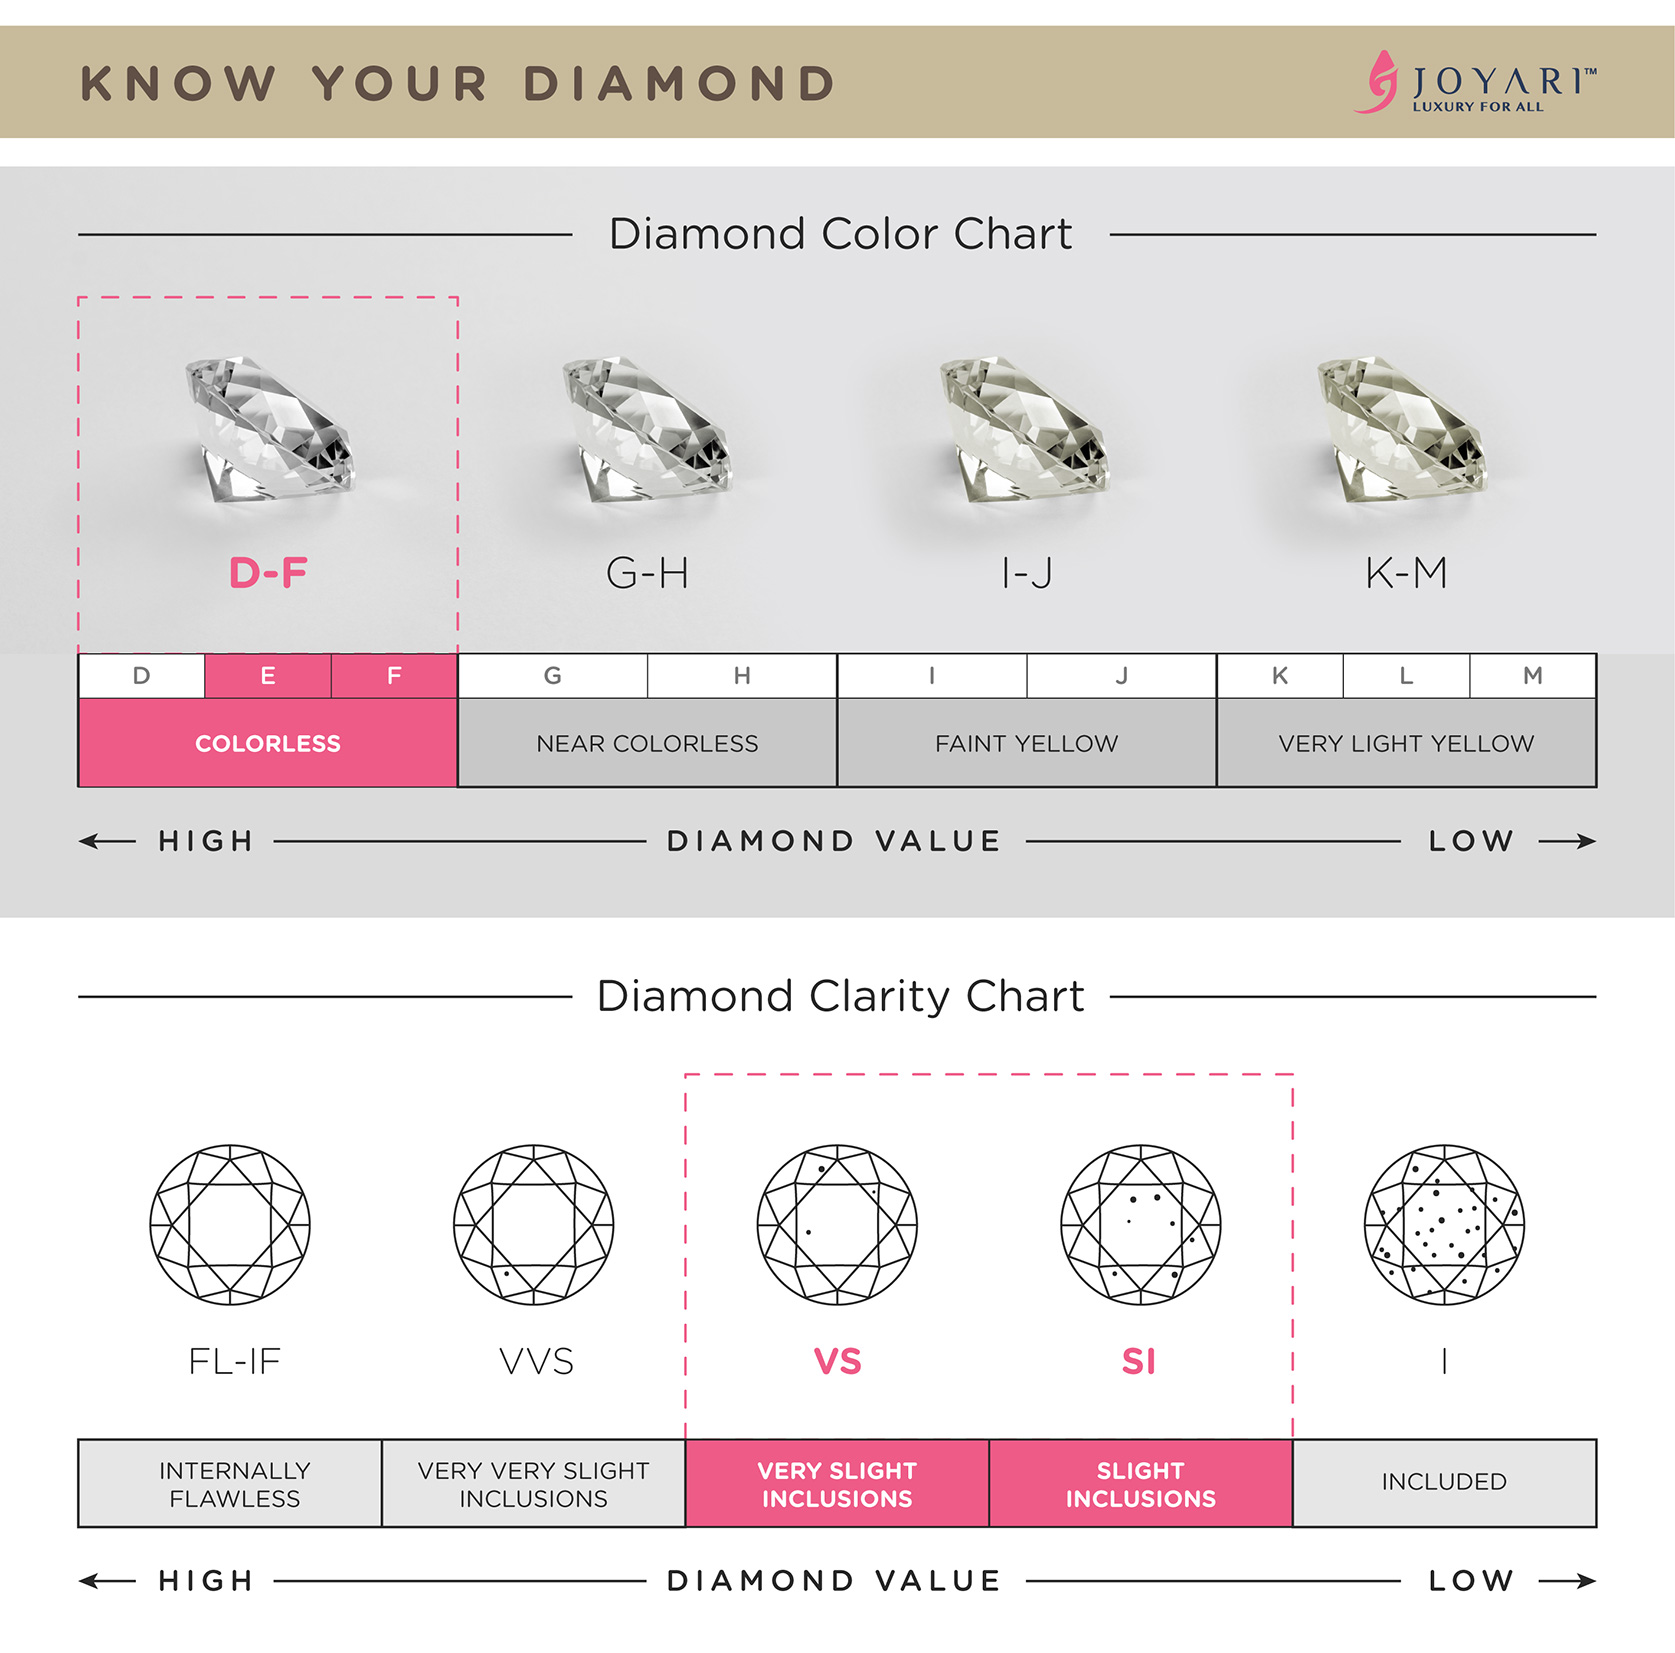 KNOW YOUR DIAMOND
JOYARI™
LUXURY FOR ALL
Diamond Color Chart
D-F G-H I-J K-M
D E F G H I J K L M
COLORLESS NEAR COLORLESS FAINT YELLOW VERY LIGHT YELLOW
HIGH DIAMOND VALUE LOW
Diamond Clarity Chart
FL-IF VVS VS SI I
INTERNALLY
FLAWLESS
VERY VERY SLIGHT
INCLUSIONS
VERY SLIGHT
INCLUSIONS
SLIGHT
INCLUSIONS
INCLUDED
HIGH DIAMOND VALUE LOW